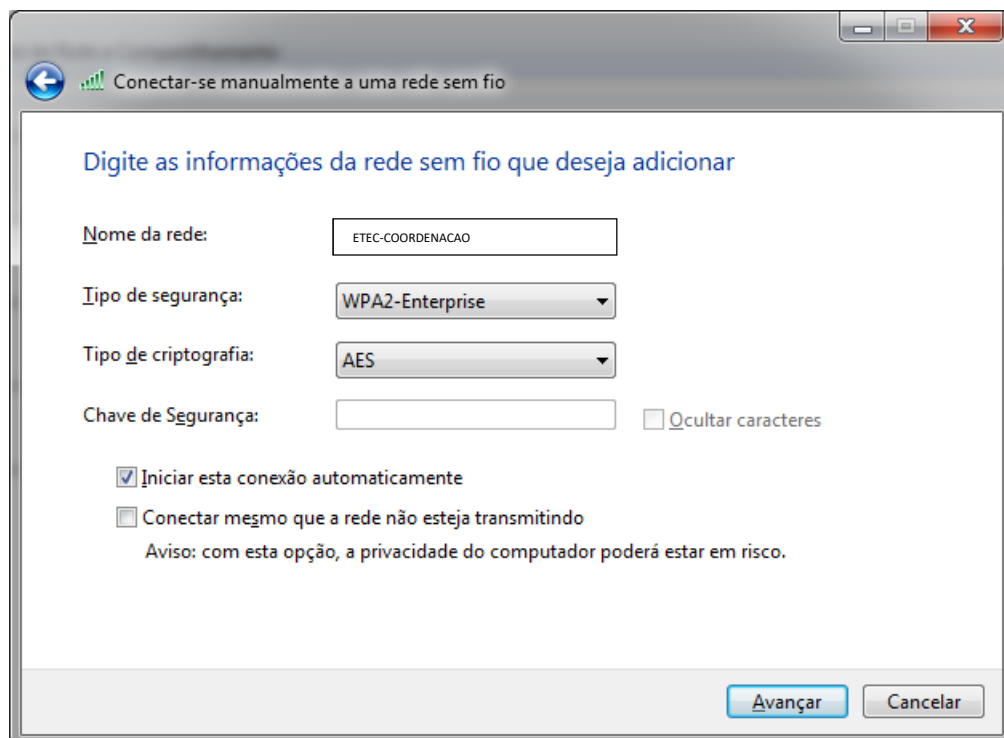 Conectar-se manualmente a uma rede sem fio
Digite as informações da rede sem fio que deseja adicionar
Nome da rede: ETEC-COORDENACAO
Tipo de segurança: WPA2-Enterprise
Tipo de criptografia: AES
Chave de Segurança: Ocultar caracteres
Iniciar esta conexão automaticamente
Conectar mesmo que a rede não esteja transmitindo
Aviso: com esta opção, a privacidade do computador poderá estar em risco.
Avançar Cancelar